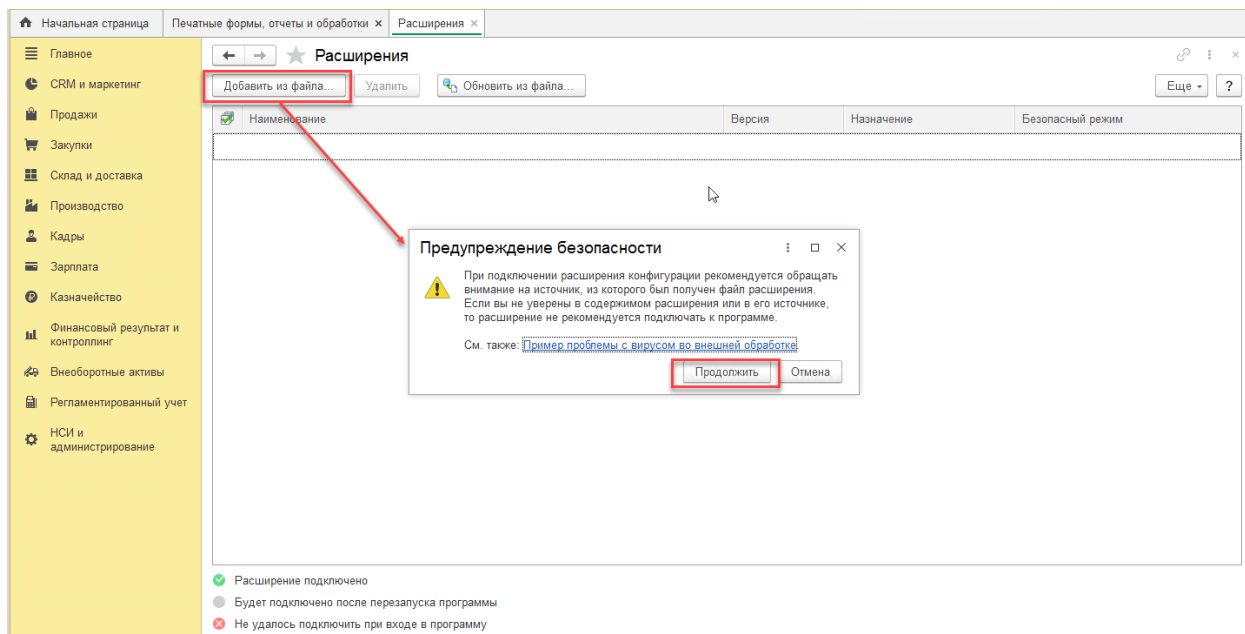 Начальная страница
Печатные формы, отчеты и обработки ×
Расширения ×
Главное
CRM и маркетинг
Продажи
Закупки
Склад и доставка
Производство
Кадры
Зарплата
Казначейство
Финансовый результат и
контроллинг
Внеоборотные активы
Регламентированный учет
НСИ и
администрирование
Расширения
Добавить из файла...
Удалить
Обновить из файла...
Еще
?
Наименование
Версия
Назначение
Безопасный режим
Предупреждение безопасности
При подключении расширения конфигурации рекомендуется обращать
внимание на источник, из которого был получен файл расширения.
Если вы не уверены в содержимом расширения или в его источнике,
то расширение не рекомендуется подключать к программе.
См. также: Пример проблемы с вирусом во внешней обработке.
Продолжить
Отмена
Расширение подключено
Будет подключено после перезапуска программы
Не удалось подключить при входе в программу